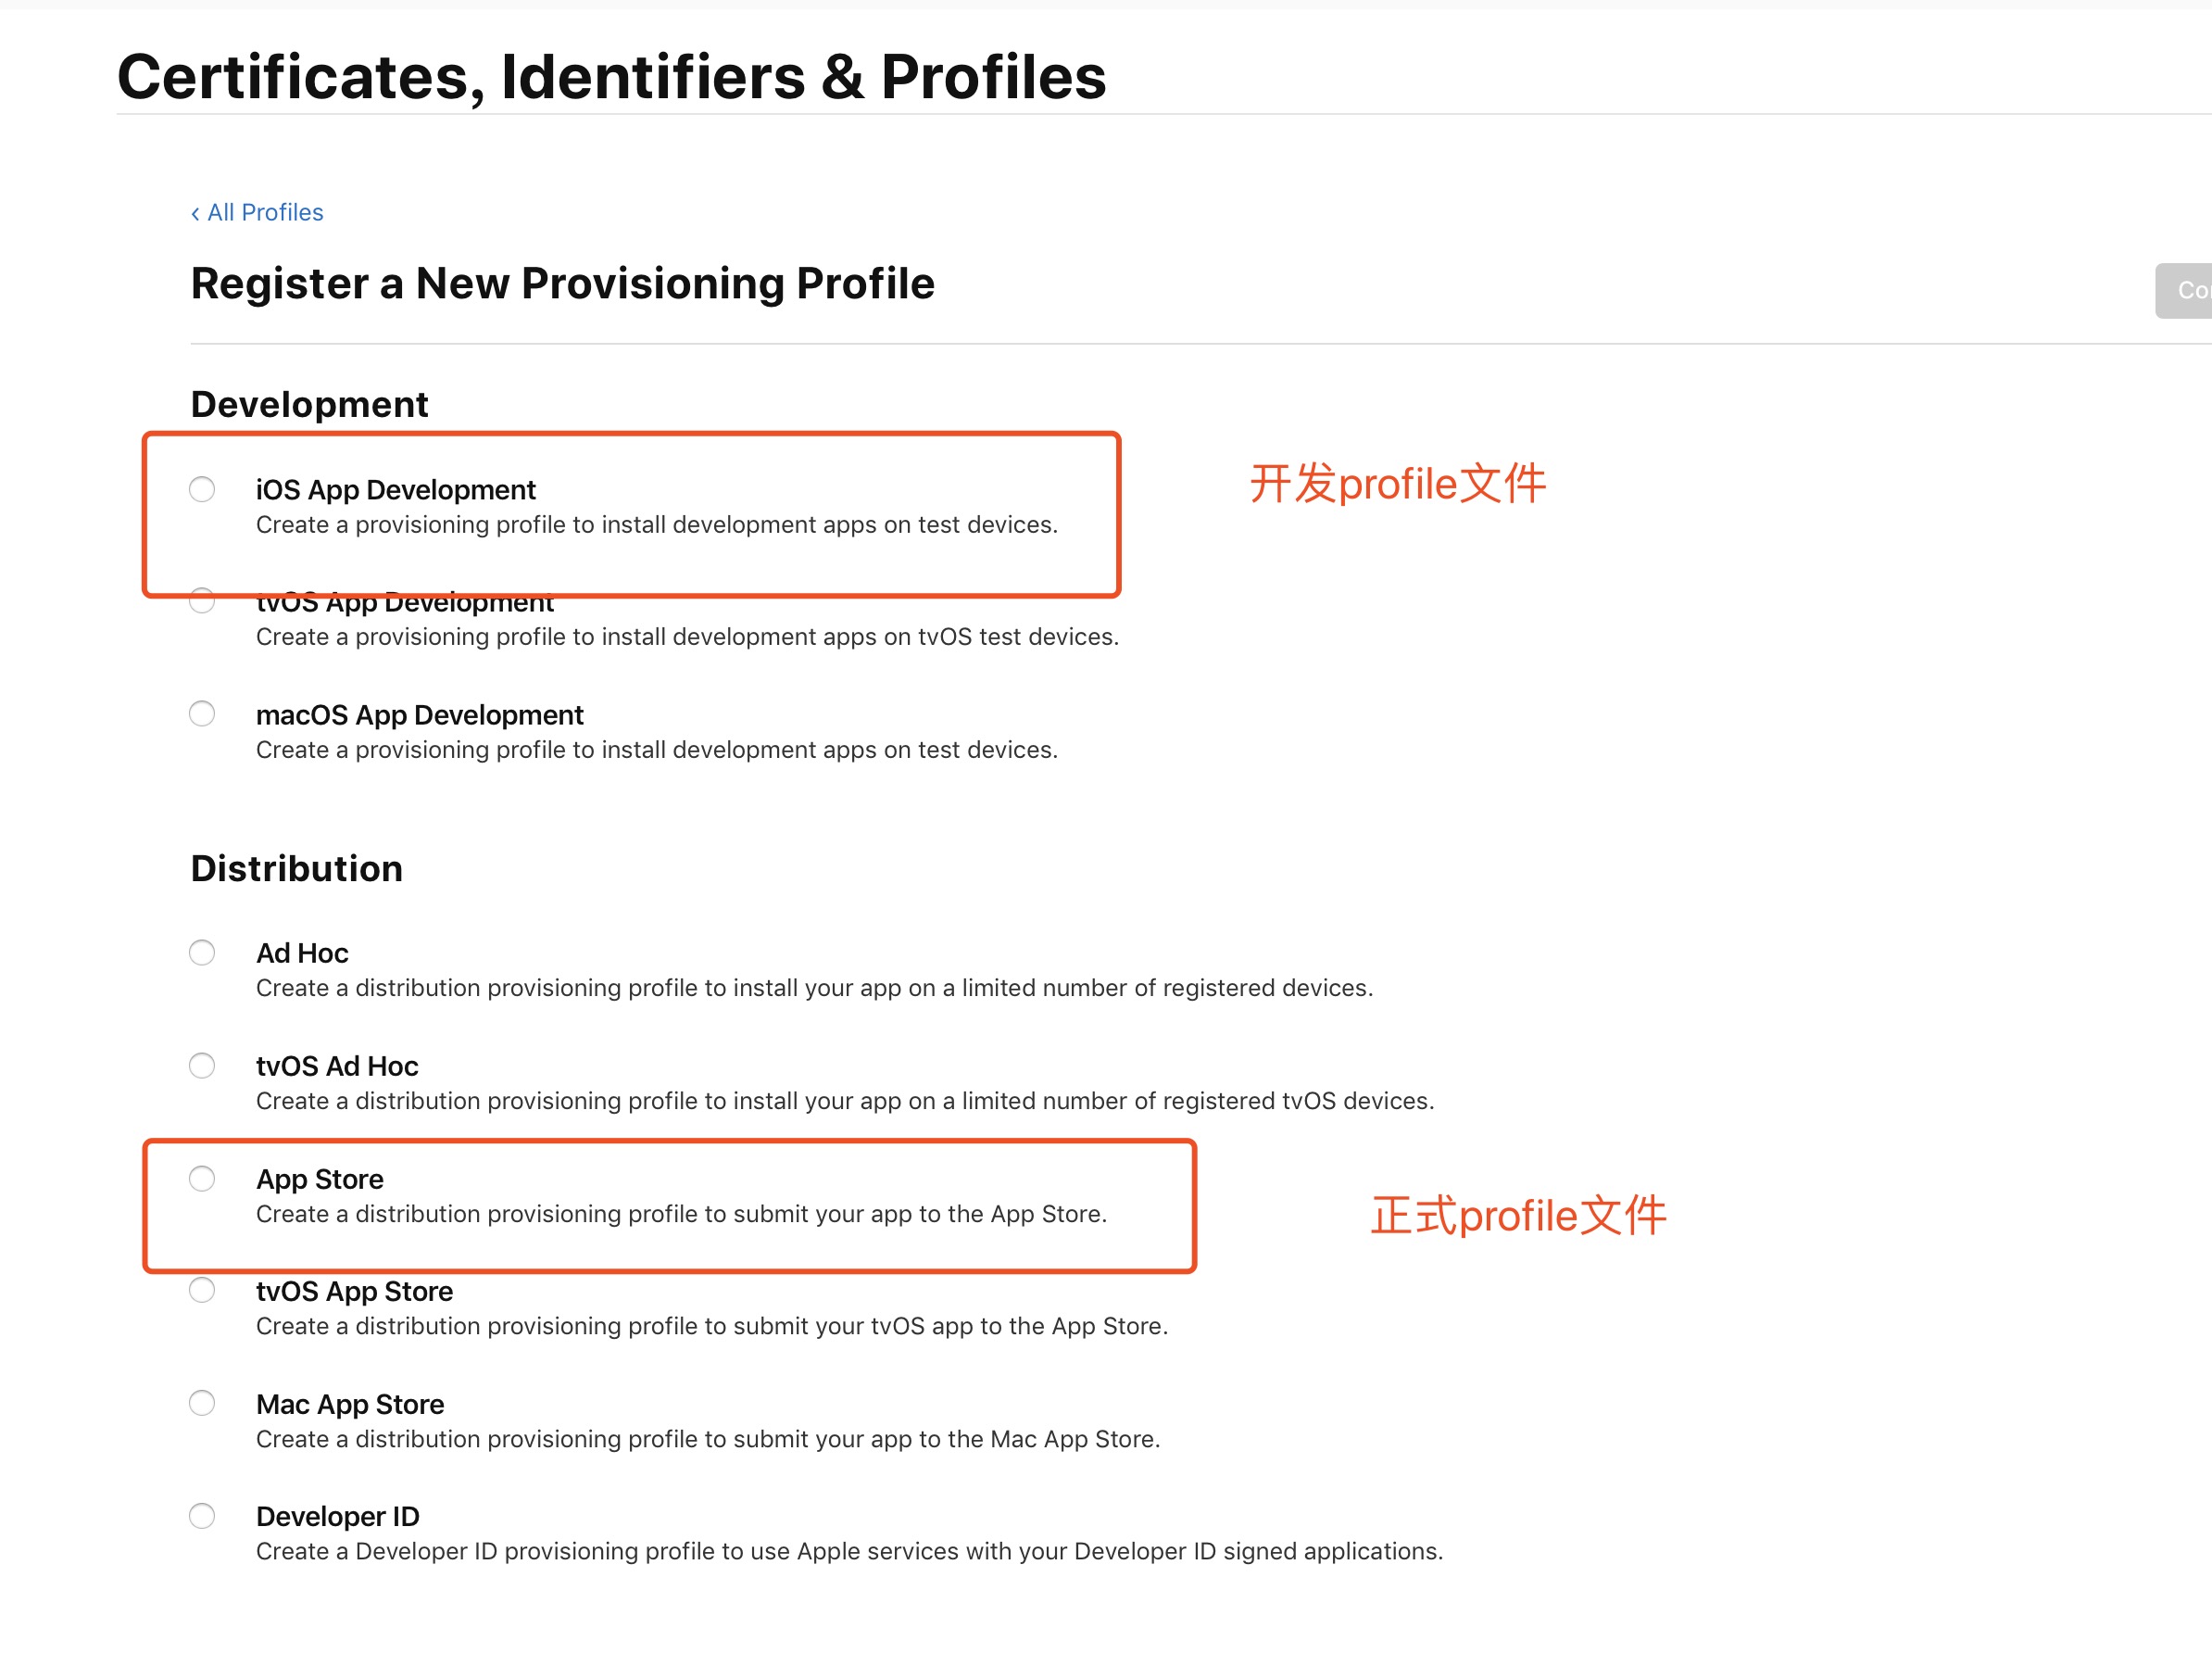 Certificates, Identifiers & Profiles
‹ All Profiles
Register a New Provisioning Profile
Development
iOS App Development
开发profile文件
Create a provisioning profile to install development apps on test devices.
tvOS App Development
Create a provisioning profile to install development apps on tvOS test devices.
macOS App Development
Create a provisioning profile to install development apps on test devices.
Distribution
Ad Hoc
Create a distribution provisioning profile to install your app on a limited number of registered devices.
tvOS Ad Hoc
Create a distribution provisioning profile to install your app on a limited number of registered tvOS devices.
App Store
Create a distribution provisioning profile to submit your app to the App Store.
正式profile文件
tvOS App Store
Create a distribution provisioning profile to submit your tvOS app to the App Store.
Mac App Store
Create a distribution provisioning profile to submit your app to the Mac App Store.
Developer ID
Create a Developer ID provisioning profile to use Apple services with your Developer ID signed applications.